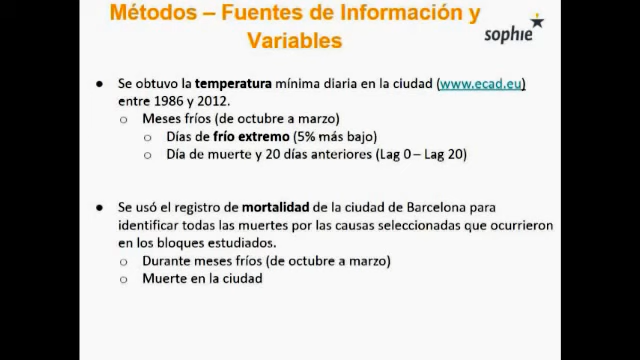 Métodos – Fuentes de Información y
Variables
sophie
● Se obtuvo la temperatura mínima diaria en la ciudad (www.ecad.eu)
entre 1986 y 2012.
○ Meses fríos (de octubre a marzo)
○ Días de frío extremo (5% más bajo)
○ Día de muerte y 20 días anteriores (Lag 0 – Lag 20)
● Se usó el registro de mortalidad de la ciudad de Barcelona para
identificar todas las muertes por las causas seleccionadas que ocurrieron
en los bloques estudiados.
○ Durante meses fríos (de octubre a marzo)
○ Muerte en la ciudad